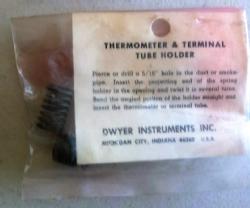 THERMOMETER & TERMINAL
TUBE HOLDER
Pierce or drill a 5/16" hole in the duct or smoke-
pipe. Insert the projecting end of the spring
holder in the opening and twist it several turns.
Bend the angled portion of the holder straight and
insert the thermometer or terminal tube.
DWYER INSTRUMENTS INC.
MICHIGAN CITY, INDIANA 46360 U.S.A.